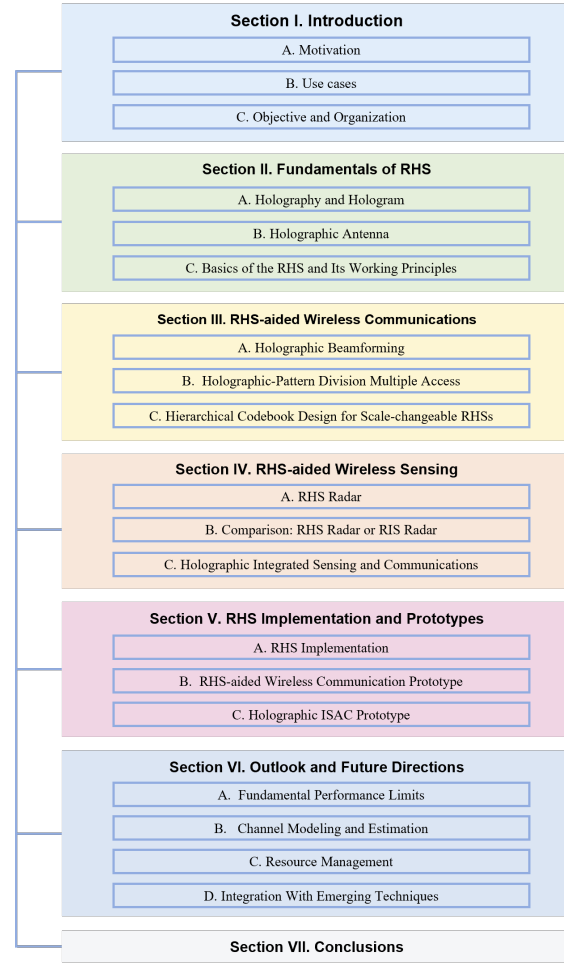 Section I. Introduction
A. Motivation
B. Use cases
C. Objective and Organization
Section II. Fundamentals of RHS
A. Holography and Hologram
B. Holographic Antenna
C. Basics of the RHS and Its Working Principles
Section III. RHS-aided Wireless Communications
A. Holographic Beamforming
B. Holographic-Pattern Division Multiple Access
C. Hierarchical Codebook Design for Scale-changeable RHSs
Section IV. RHS-aided Wireless Sensing
A. RHS Radar
B. Comparison: RHS Radar or RIS Radar
C. Holographic Integrated Sensing and Communications
Section V. RHS Implementation and Prototypes
A. RHS Implementation
B. RHS-aided Wireless Communication Prototype
C. Holographic ISAC Prototype
Section VI. Outlook and Future Directions
A. Fundamental Performance Limits
B. Channel Modeling and Estimation
C. Resource Management
D. Integration With Emerging Techniques
Section VII. Conclusions